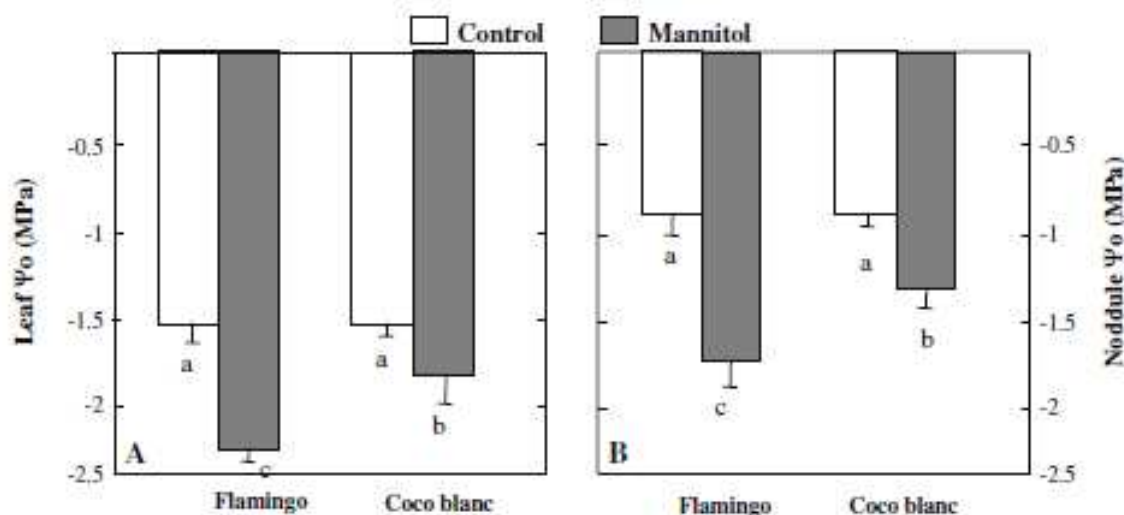 Control Mannitol
Leaf Ψo (MPa)
-0.5
-1
-1.5
-2
-2.5
a
c
a
b
A
Flamingo Coco blanc
a
c
a
b
B
Flamingo Coco blanc
-0.5
-1
-1.5
-2
-2.5
Noddule Ψo (MPa)